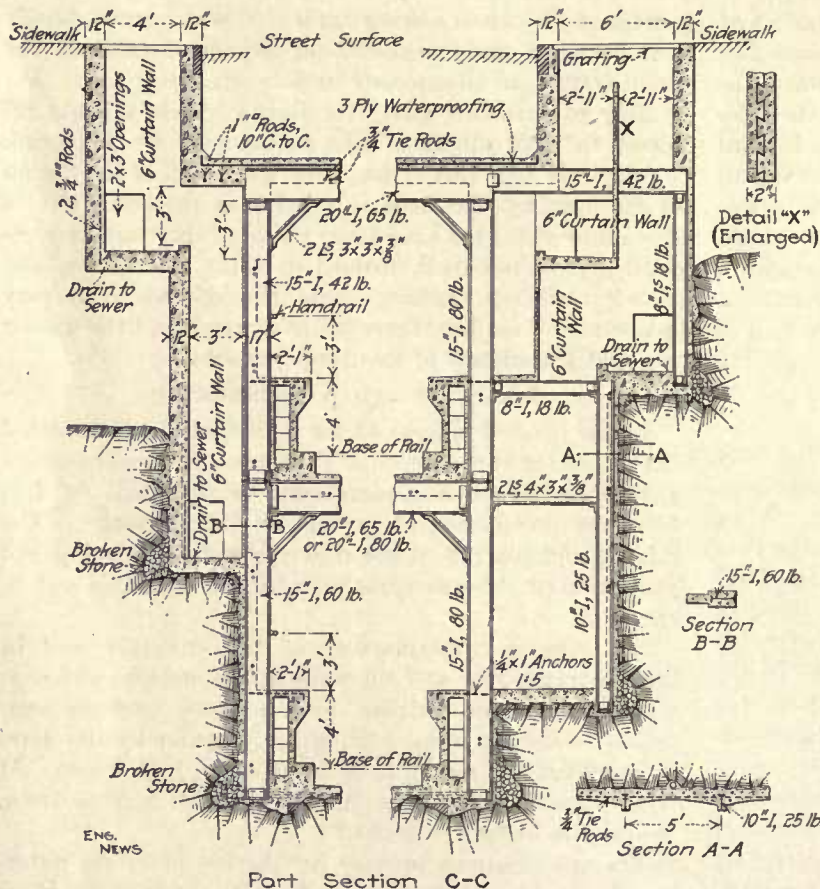 12" 4' 12" 12" 6' 12"
Sidewalk Street Surface Sidewalk
Grating
2'-11" 2'-11"
X
2, 3/4" Rods
2'x3' Openings
6" Curtain Wall
3'
1" Rods,
10" C. to C.
3 Ply Waterproofing
3/4" Tie Rods
15"-I, 42 lb.
2"
Detail "X"
(Enlarged)
20"-I, 65 lb.
3'
2 Ls, 3"x3"x3/8"
15"-I, 42 lb.
Handrail
3'
2'-1"
4'
Base of Rail
15"-I, 80 lb.
6" Curtain Wall
6" Curtain Wall
8"-I 18 lb.
Drain to
Sewer
Drain to
Sewer
12" 3' 17"
6" Curtain Wall
Drain to Sewer
8"-I, 18 lb.
A A
2 Ls, 4"x3"x3/8"
B B
20"-I, 65 lb.
or 20"-I, 80 lb.
Broken
Stone
15"-I, 60 lb.
15"-I, 80 lb.
10"-I, 25 lb.
15"-I, 60 lb.
Section
B-B
3'
2'-1"
4'
1/4"x1" Anchors
1:5
Base of Rail
Broken
Stone
3/4" Tie
Rods
5'
10"-I, 25 lb.
Section A-A
ENG.
NEWS
Part Section C-C